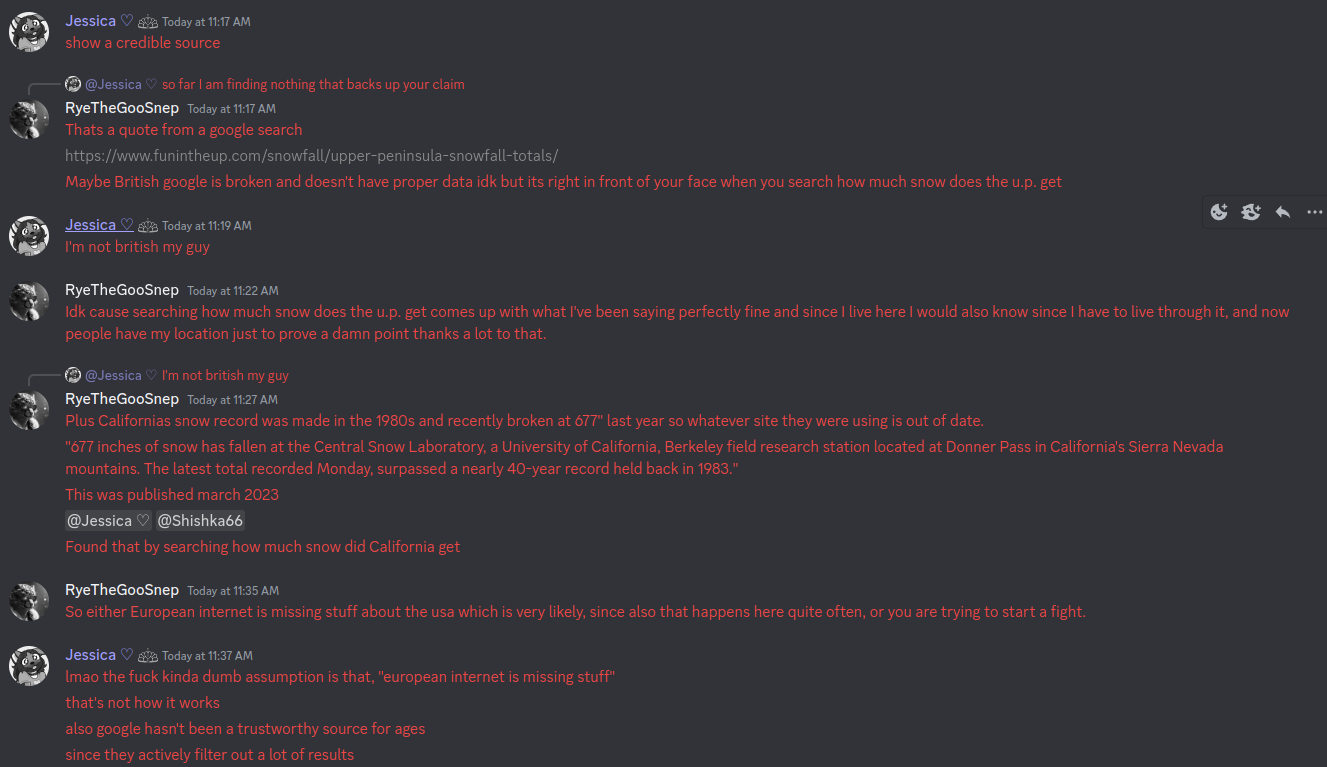 Jessica ♡ Today at 11:17 AM
show a credible source
@Jessica ♡ so far I am finding nothing that backs up your claim
RyeTheGooSnep Today at 11:17 AM
Thats a quote from a google search
https://www.funintheup.com/snowfall/upper-peninsula-snowfall-totals/
Maybe British google is broken and doesn't have proper data idk but its right in front of your face when you search how much snow does the u.p. get
Jessica ♡ Today at 11:19 AM
I'm not british my guy
RyeTheGooSnep Today at 11:22 AM
Idk cause searching how much snow does the u.p. get comes up with what I've been saying perfectly fine and since I live here I would also know since I have to live through it, and now
people have my location just to prove a damn point thanks a lot to that.
@Jessica ♡ I'm not british my guy
RyeTheGooSnep Today at 11:27 AM
Plus Californias snow record was made in the 1980s and recently broken at 677" last year so whatever site they were using is out of date.
"677 inches of snow has fallen at the Central Snow Laboratory, a University of California, Berkeley field research station located at Donner Pass in California's Sierra Nevada
mountains. The latest total recorded Monday, surpassed a nearly 40-year record held back in 1983."
This was published march 2023
@Jessica ♡ @Shishka66
Found that by searching how much snow did California get
RyeTheGooSnep Today at 11:35 AM
So either European internet is missing stuff about the usa which is very likely, since also that happens here quite often, or you are trying to start a fight.
Jessica ♡ Today at 11:37 AM
lmao the fuck kinda dumb assumption is that, "european internet is missing stuff"
that's not how it works
also google hasn't been a trustworthy source for ages
since they actively filter out a lot of results